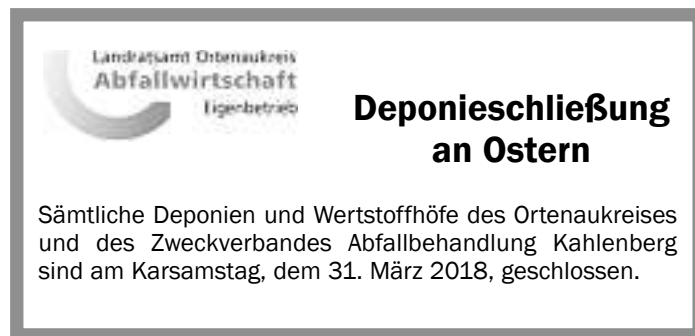 Landratsamt Ortenaukreis
Abfallwirtschaft
Eigenbetrieb
Deponieschließung
an Ostern
Sämtliche Deponien und Wertstoffhöfe des Ortenaukreises
und des Zweckverbandes Abfallbehandlung Kahlenberg
sind am Karsamstag, dem 31. März 2018, geschlossen.